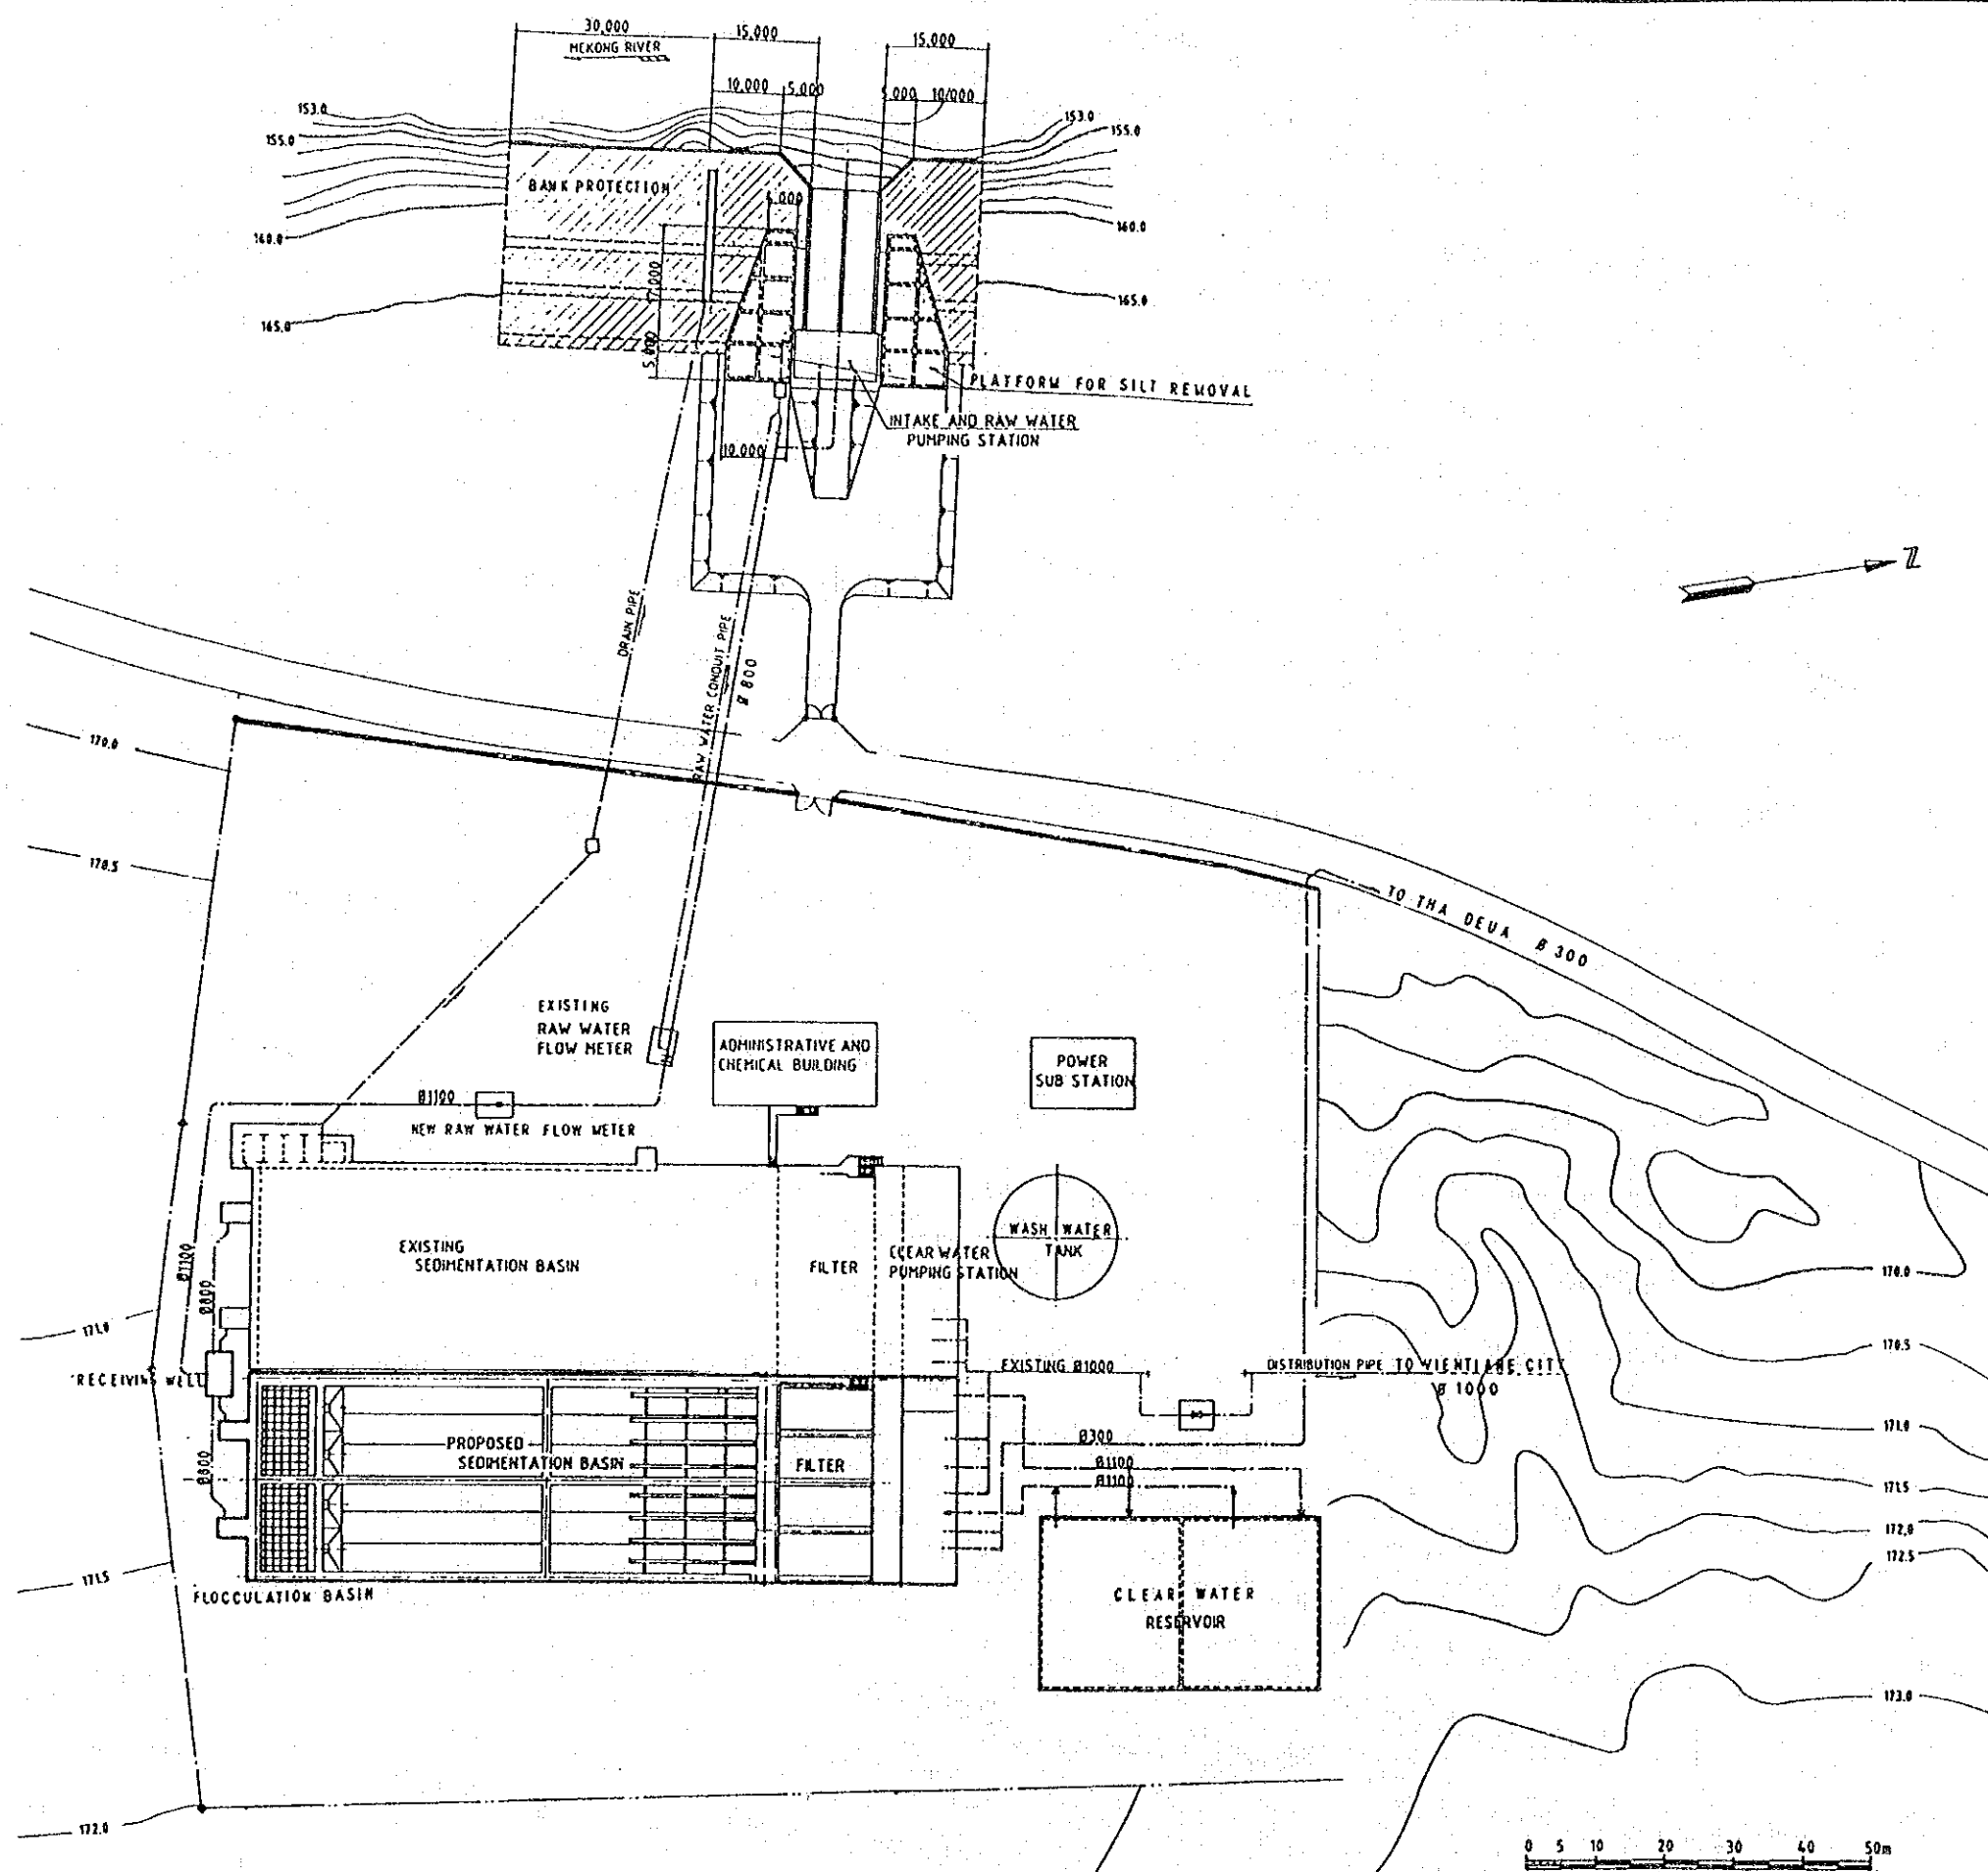 30,000
15,000
15,000
MEKONG RIVER
10,000
5,000
10,000
153.0
153.0
155.0
155.0
BANK PROTECTION
160.0
160.0
165.0
165.0
5,000
PLATFORM FOR SILT REMOVAL
INTAKE AND RAW WATER
PUMPING STATION
10,000
Z
DRAIN PIPE
RAW WATER CONDUIT PIPE
Ø 800
170.0
170.5
TO THA DEUA Ø 300
EXISTING
RAW WATER
FLOW METER
ADMINISTRATIVE AND
CHEMICAL BUILDING
POWER
SUB STATION
Ø1100
NEW RAW WATER FLOW METER
WASH WATER
TANK
EXISTING
SEDIMENTATION BASIN
FILTER
CLEAR WATER
PUMPING STATION
Ø1100
Ø800
170.0
171.0
170.5
RECEIVING WELL
EXISTING Ø1000
DISTRIBUTION PIPE TO VIENTIANE CIT
Ø 1000
171.0
PROPOSED
SEDIMENTATION BASIN
FILTER
Ø800
Ø300
Ø1100
Ø1100
171.5
172.0
172.5
171.5
FLOCCULATION BASIN
CLEAR WATER
RESERVOIR
173.0
172.0
0 5 10 20 30 40 50m